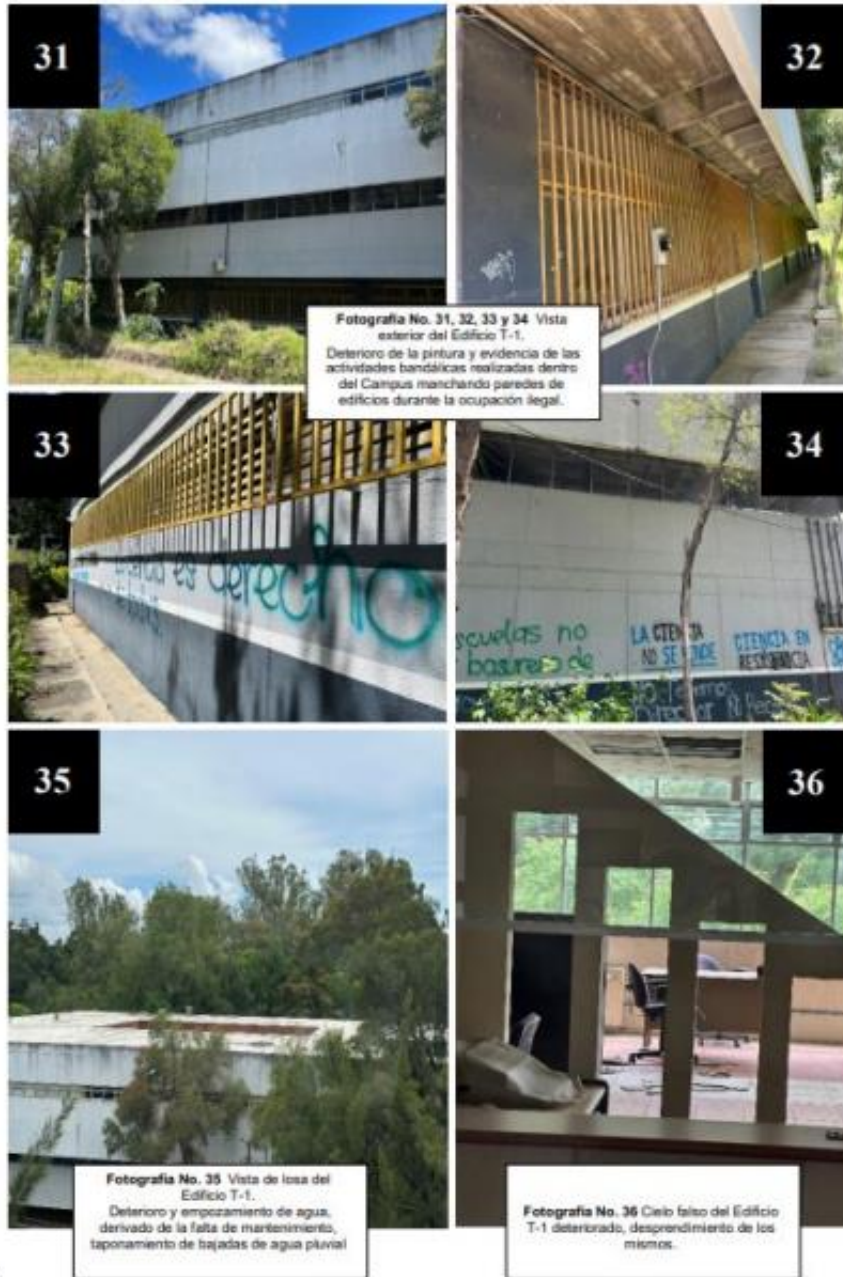 31
32
Fotografía No. 31, 32, 33 y 34 Vista
exterior del Edificio T-1.
Deterioro de la pintura y evidencia de las
actividades bandálicas realizadas dentro
del Campus manchando paredes de
edificios durante la ocupación ilegal.
33
es derecho
34
scuelas no
basurero de
LA CIENCIA
NO SE VENDE
CIENCIA EN
RESISTENCIA
35
36
Fotografía No. 35 Vista de losa del
Edificio T-1.
Deterioro y empozamiento de agua,
derivado de la falta de mantenimiento,
taponamiento de bajadas de agua pluvial
Fotografía No. 36 Cielo falso del Edificio
T-1 deteriorado, desprendimiento de los
mismos.